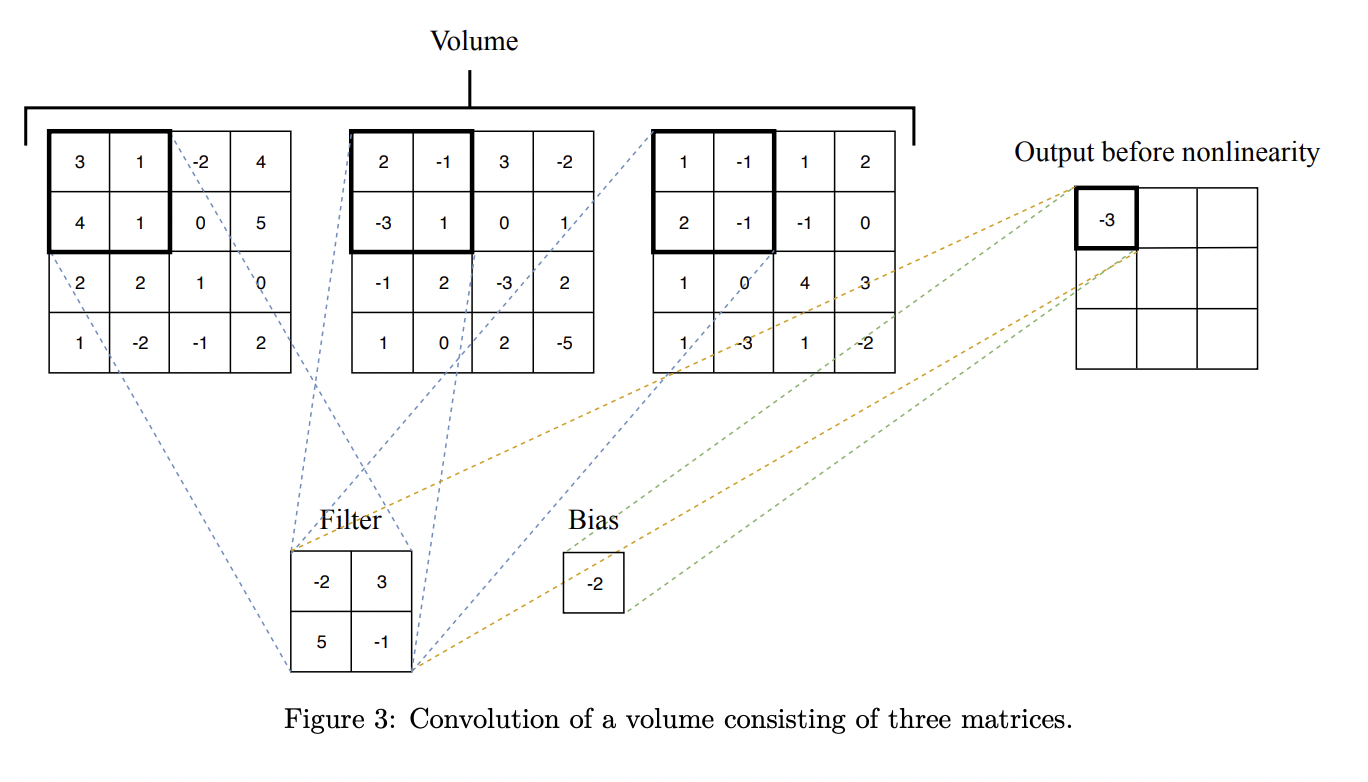 Volume
3 1 -2 4 2 -1 3 -2 1 -1 1 2
4 1 0 5 -3 1 0 1 2 -1 -1 0
2 2 1 0 -1 2 -3 2 1 0 4 3
1 -2 -1 2 1 0 2 -5 1 -3 1 -2
Output before nonlinearity
-3
Filter
-2 3
5 -1
Bias
-2
Figure 3: Convolution of a volume consisting of three matrices.